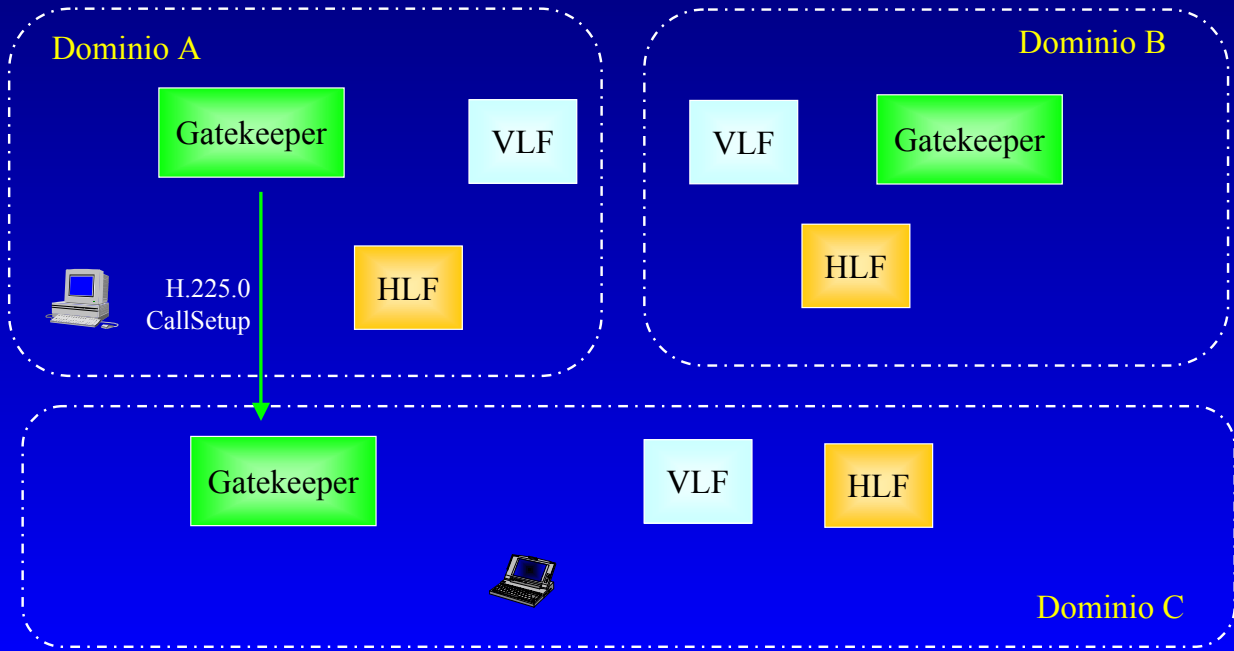 Dominio A
Gatekeeper
VLF
H.225.0
CallSetup
HLF
Dominio B
VLF
Gatekeeper
HLF
Gatekeeper
VLF
HLF
Dominio C